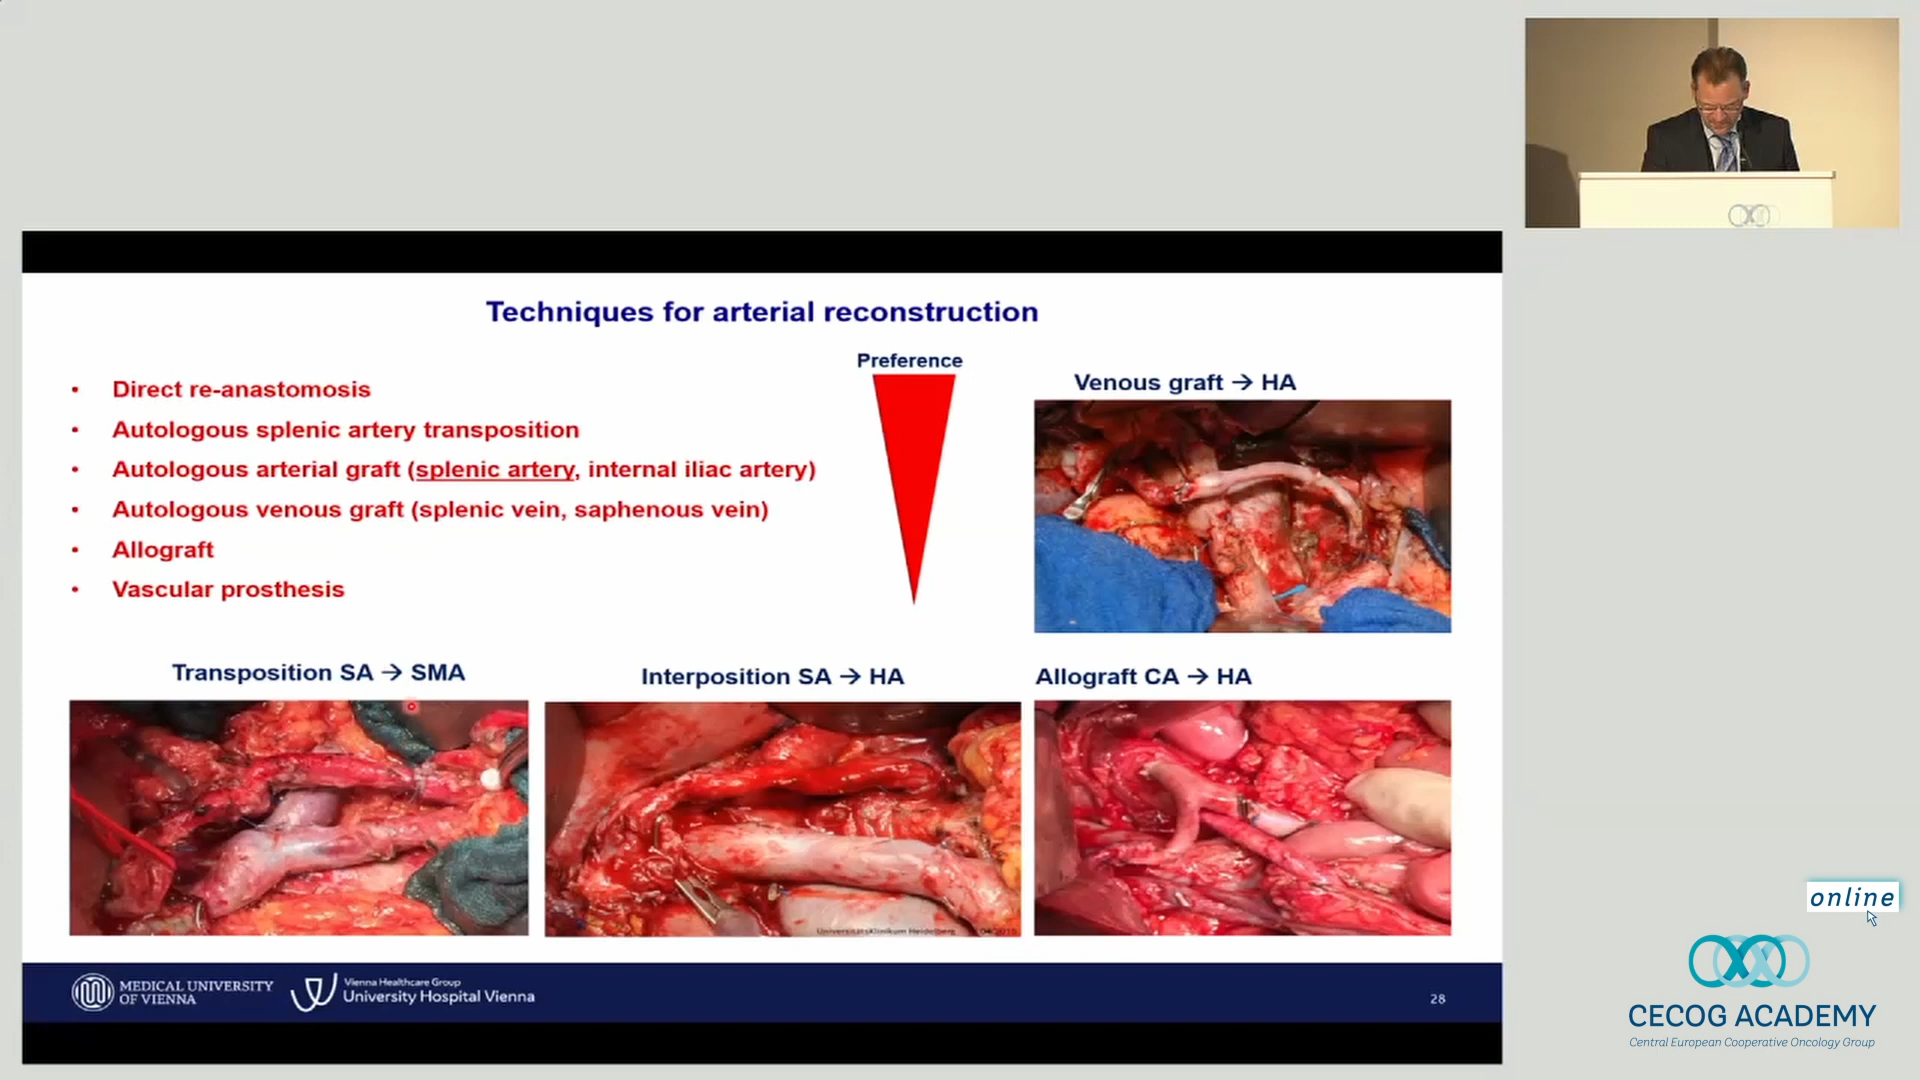 Techniques for arterial reconstruction
Preference
• Direct re-anastomosis
• Autologous splenic artery transposition
• Autologous arterial graft (splenic artery, internal iliac artery)
• Autologous venous graft (splenic vein, saphenous vein)
• Allograft
• Vascular prosthesis
Venous graft → HA
Transposition SA → SMA
Interposition SA → HA
Allograft CA → HA
Universitätsklinikum Heidelberg
MEDICAL UNIVERSITY
OF VIENNA
Vienna Healthcare Group
University Hospital Vienna
28
online
CECOG ACADEMY
Central European Cooperative Oncology Group